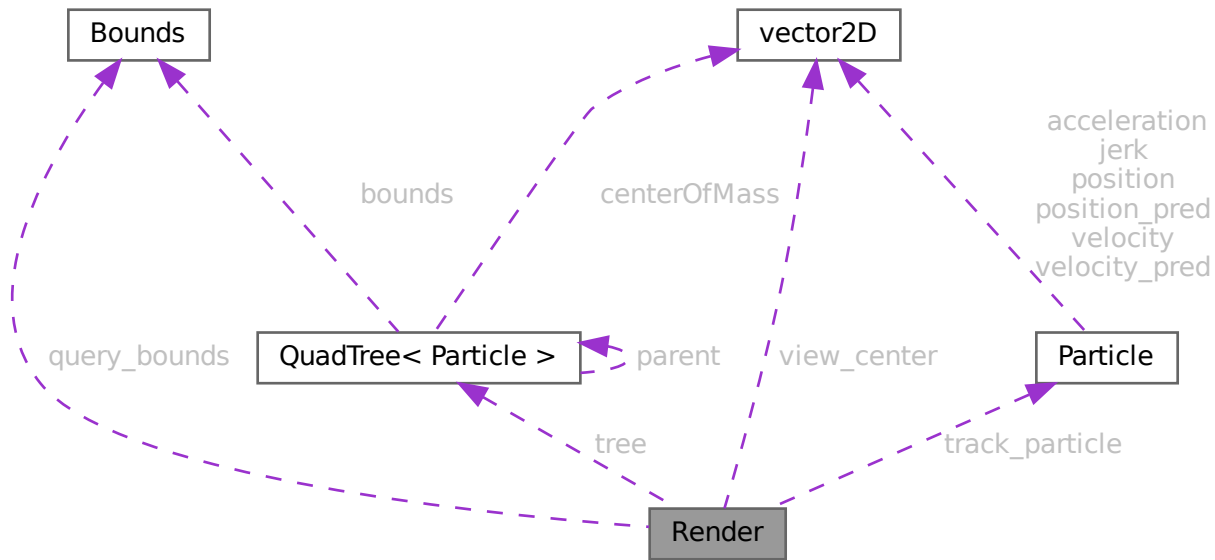 Bounds
vector2D
acceleration
jerk
position
position_pred
velocity
velocity_pred
bounds
centerOfMass
query_bounds
QuadTree< Particle >
parent
view_center
Particle
tree
track_particle
Render